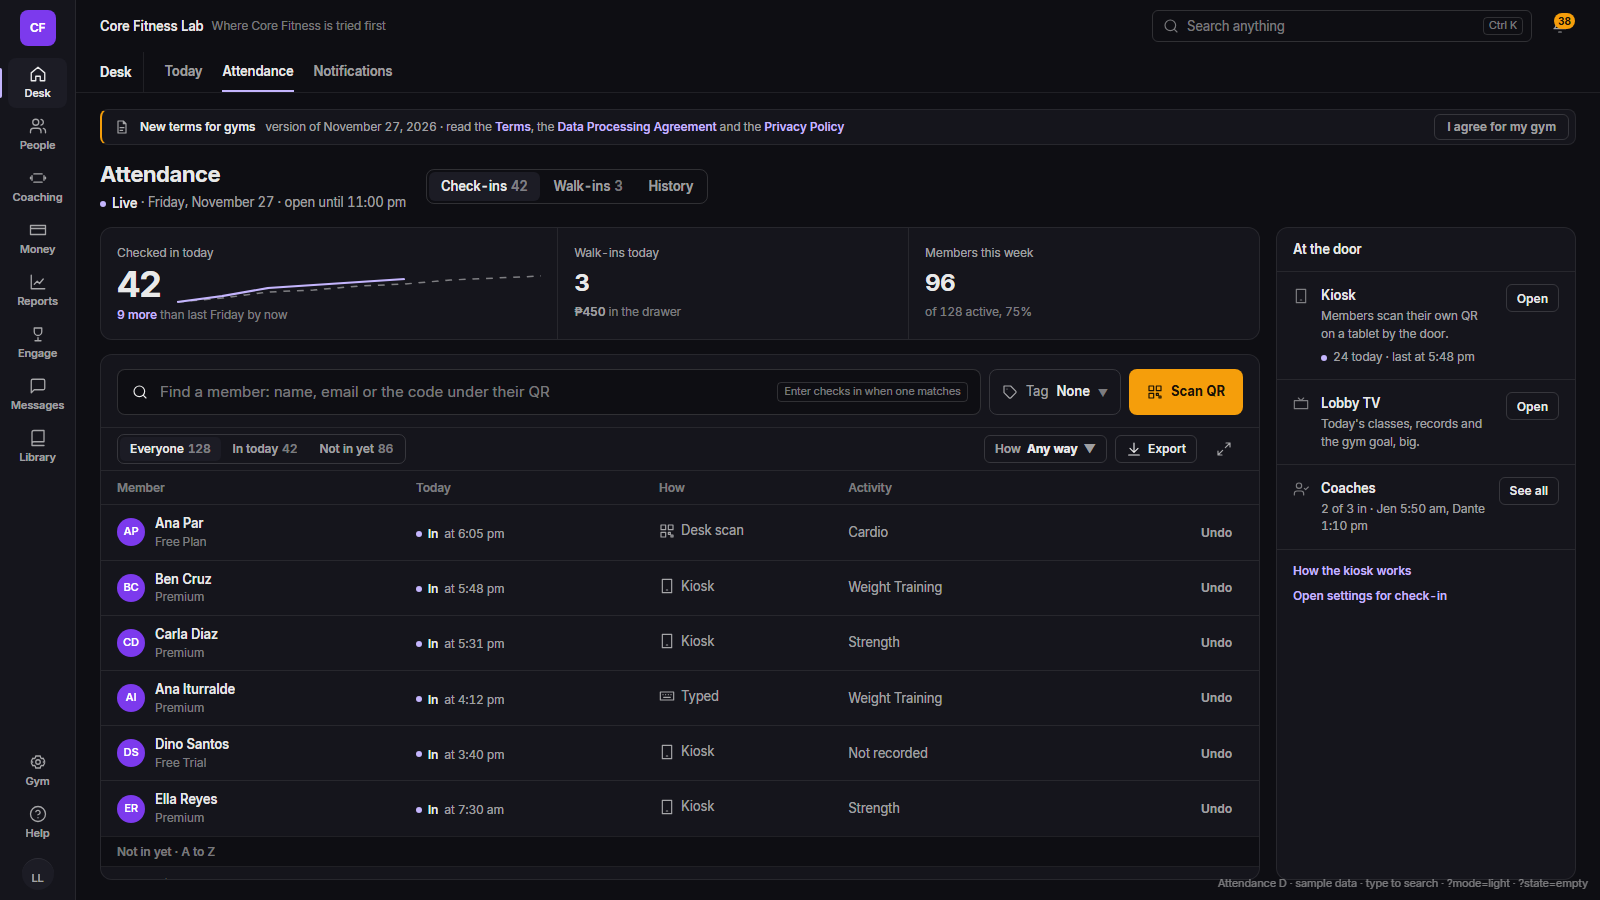 CF
Core Fitness Lab Where Core Fitness is tried first
Search anything Ctrl K
38
Desk
People
Coaching
Money
Reports
Engage
Messages
Library
Gym
Help
LL
Desk Today Attendance Notifications
New terms for gyms version of November 27, 2026 · read the Terms, the Data Processing Agreement and the Privacy Policy
I agree for my gym
Attendance
Live · Friday, November 27 · open until 11:00 pm
Check-ins 42 Walk-ins 3 History
Checked in today
42
9 more than last Friday by now
Walk-ins today
3
₱450 in the drawer
Members this week
96
of 128 active, 75%
Find a member: name, email or the code under their QR
Enter checks in when one matches
Tag None
Scan QR
Everyone 128 In today 42 Not in yet 86
How Any way
Export
Member Today How Activity
AP Ana Par Free Plan In at 6:05 pm Desk scan Cardio Undo
BC Ben Cruz Premium In at 5:48 pm Kiosk Weight Training Undo
CD Carla Diaz Premium In at 5:31 pm Kiosk Strength Undo
AI Ana Iturralde Premium In at 4:12 pm Typed Weight Training Undo
DS Dino Santos Free Trial In at 3:40 pm Kiosk Not recorded Undo
ER Ella Reyes Premium In at 7:30 am Kiosk Strength Undo
Not in yet · A to Z
At the door
Kiosk
Open
Members scan their own QR
on a tablet by the door.
24 today · last at 5:48 pm
Lobby TV
Open
Today's classes, records and
the gym goal, big.
Coaches
See all
2 of 3 in · Jen 5:50 am, Dante
1:10 pm
How the kiosk works
Open settings for check-in
Attendance D · sample data · type to search · ?mode=light · ?state=empty